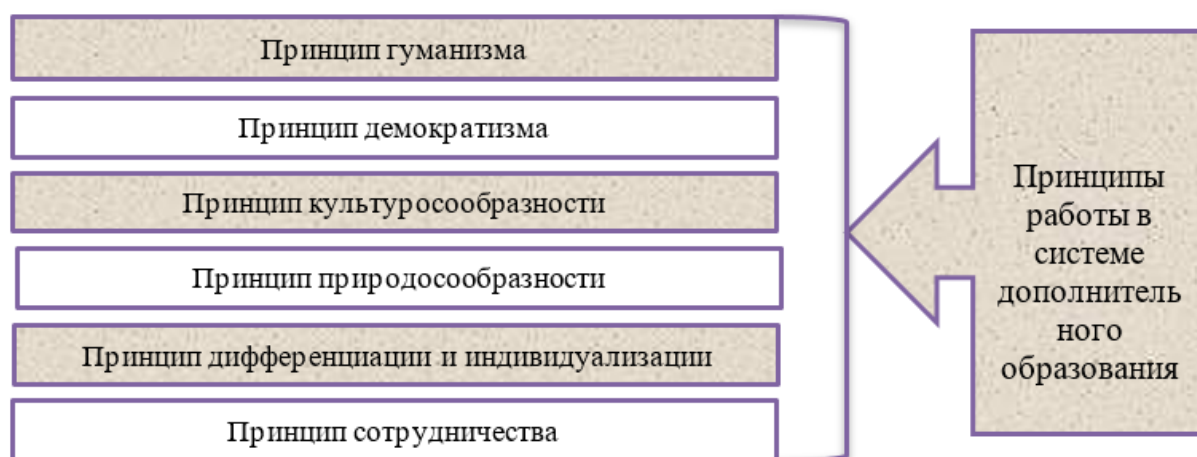 Принцип гуманизма
Принцип демократизма
Принцип культуросообразности
Принцип природосообразности
Принцип дифференциации и индивидуализации
Принцип сотрудничества
Принципы
работы в
системе
дополнитель
ного
образования